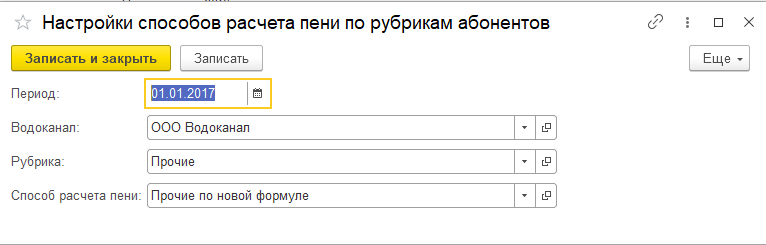 Настройки способов расчета пени по рубрикам абонентов
Записать и закрыть
Записать
Еще
Период: 01.01.2017
Водоканал: ООО Водоканал
Рубрика: Прочие
Способ расчета пени: Прочие по новой формуле